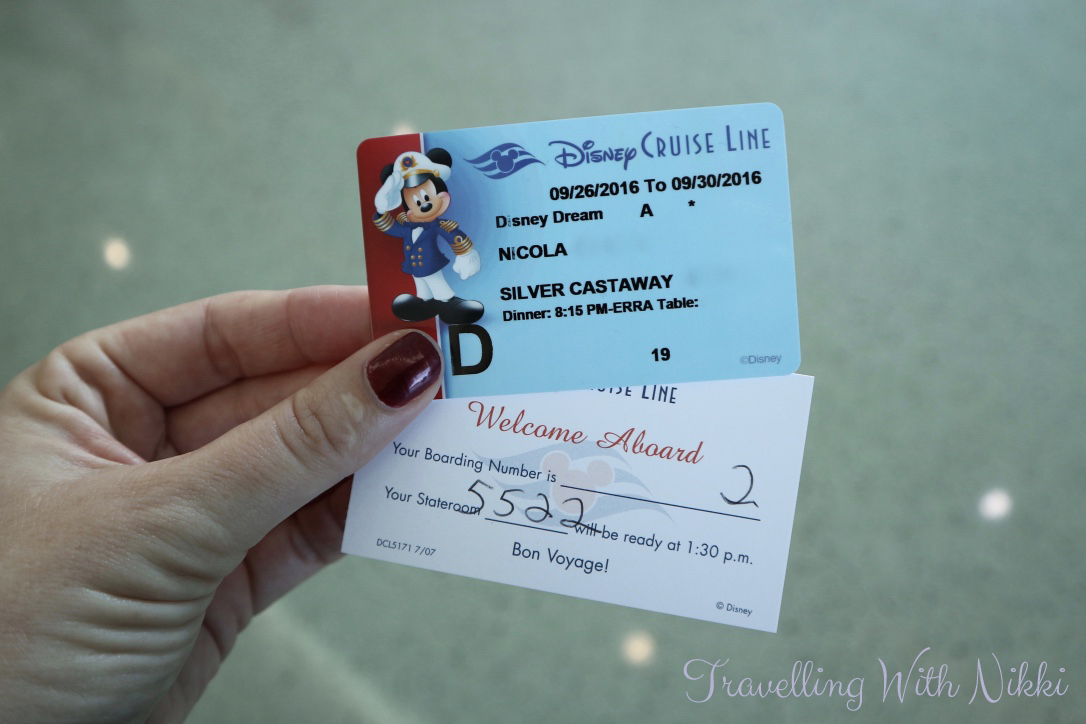 Disney CRUISE LINE
09/26/2016 To 09/30/2016
Disney Dream A *
NiCOLA
SILVER CASTAWAY
Dinner: 8:15 PM-ERRA Table:
D
19
©Disney
LINE
Welcome Aboard
Your Boarding Number is 2
Your Stateroom 5522 will be ready at 1:30 p.m.
Bon Voyage!
DCL5171 7/07
© Disney
Travelling With Nikki